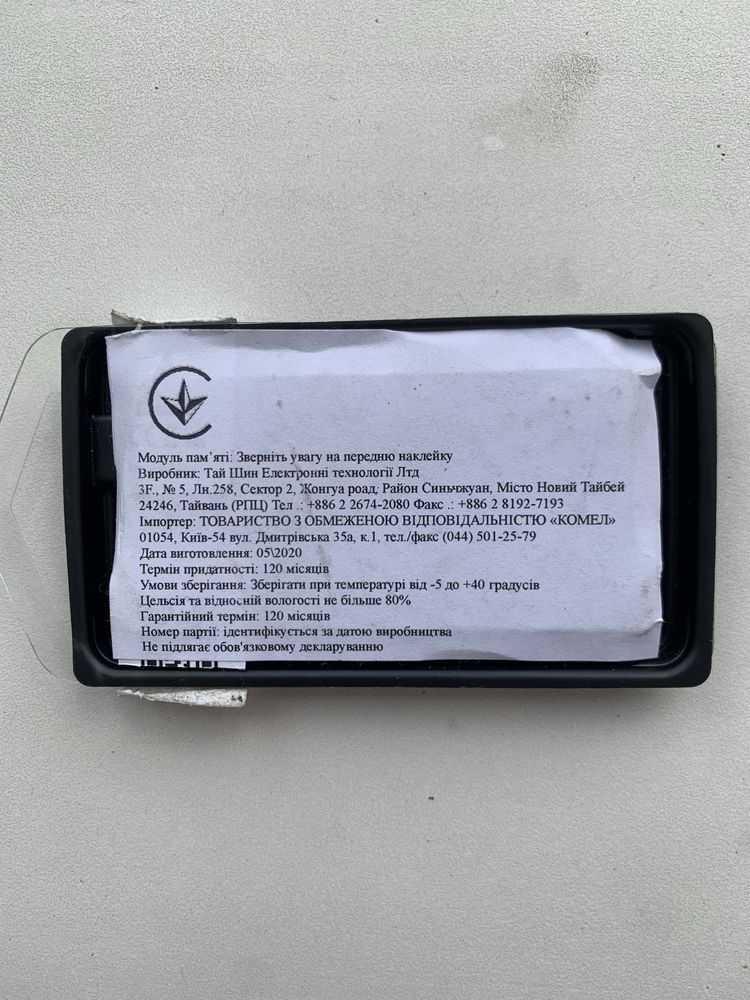 Модуль пам'яті: Зверніть увагу на передню наклейку
Виробник: Тай Шин Електронні технології Лтд
3F., № 5, Лн.258, Сектор 2, Жонгуа роад, Район Синьчжуан, Місто Новий Тайбей
24246, Тайвань (РПЦ) Тел .: +886 2 2674-2080 Факс .: +886 2 8192-7193
Імпортер: ТОВАРИСТВО З ОБМЕЖЕНОЮ ВІДПОВІДАЛЬНІСТЮ «КОМЕЛ»
01054, Київ-54 вул. Дмитрівська 35а, к.1, тел./факс (044) 501-25-79
Дата виготовлення: 05\2020
Термін придатності: 120 місяців
Умови зберігання: Зберігати при температурі від -5 до +40 градусів
Цельсія та відносній вологості не більше 80%
Гарантійний термін: 120 місяців
Номер партії: ідентифікується за датою виробництва
Не підлягає обов'язковому декларуванню